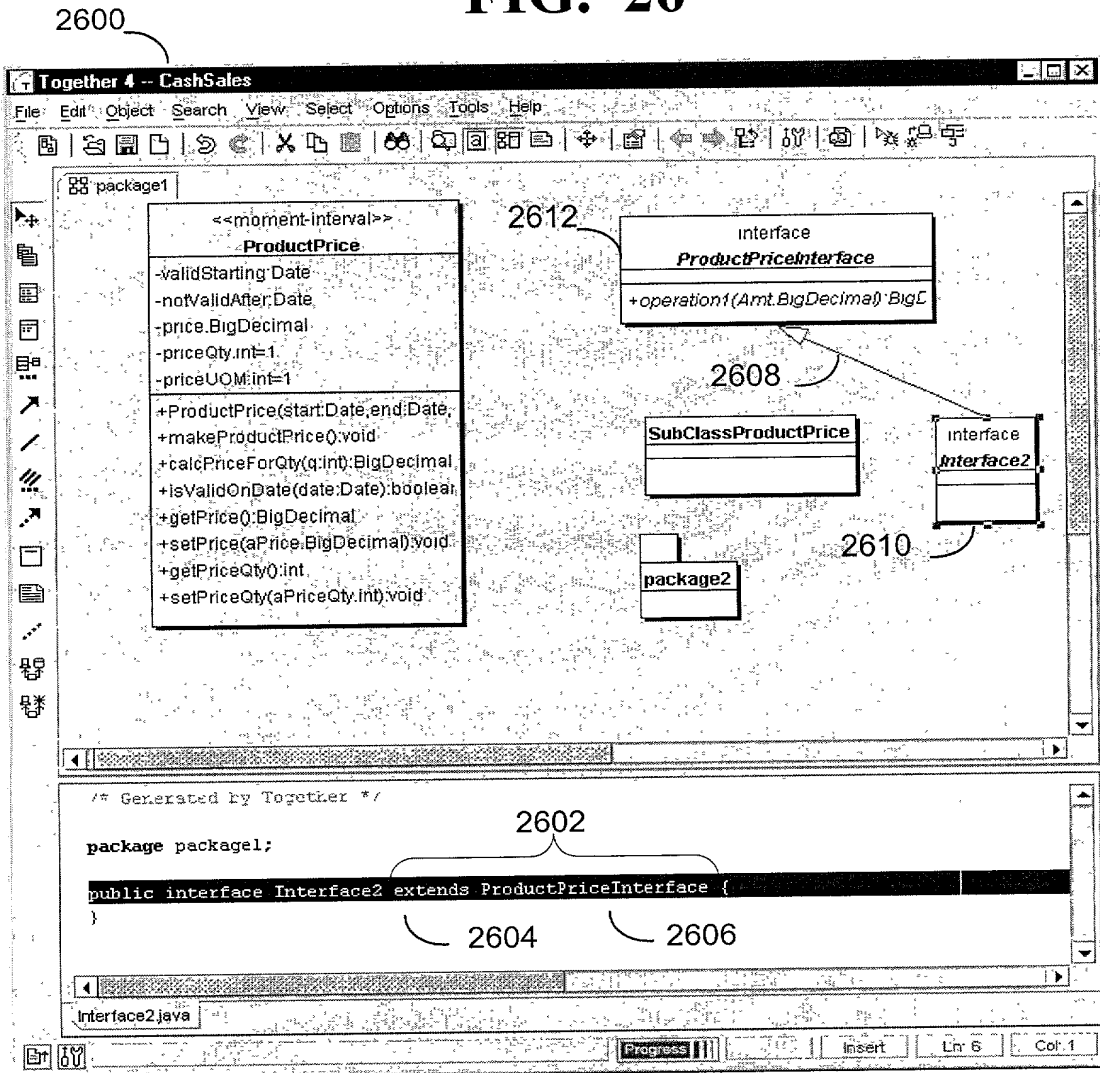 FIG. 26
2600
Together 4 -- CashSales
File Edit Object Search View Select Options Tools Help
package1
<<moment-interval>>
ProductPrice
-validStarting:Date
-notValidAfter:Date
-price.BigDecimal
-priceQty.int=1
-priceUOM:int=1
+ProductPrice(start:Date,end:Date,
+makeProductPrice():void
+calcPriceForQty(q:int):BigDecimal
+isValidOnDate(date:Date):boolear
+getPrice():BigDecimal
+setPrice(aPrice.BigDecimal):void
+getPriceQty():int
+setPriceQty(aPriceQty.int):void
2612
interface
ProductPriceInterface
+operation1(Amt.BigDecimal):BigD
2608
SubClassProductPrice
interface
Interface2
2610
package2
/* Generated by Together */
2602
package package1;
public interface Interface2 extends ProductPriceInterface {
}
2604
2606
Interface2.java
Progress
Insert
Ln: 6
Col: 1